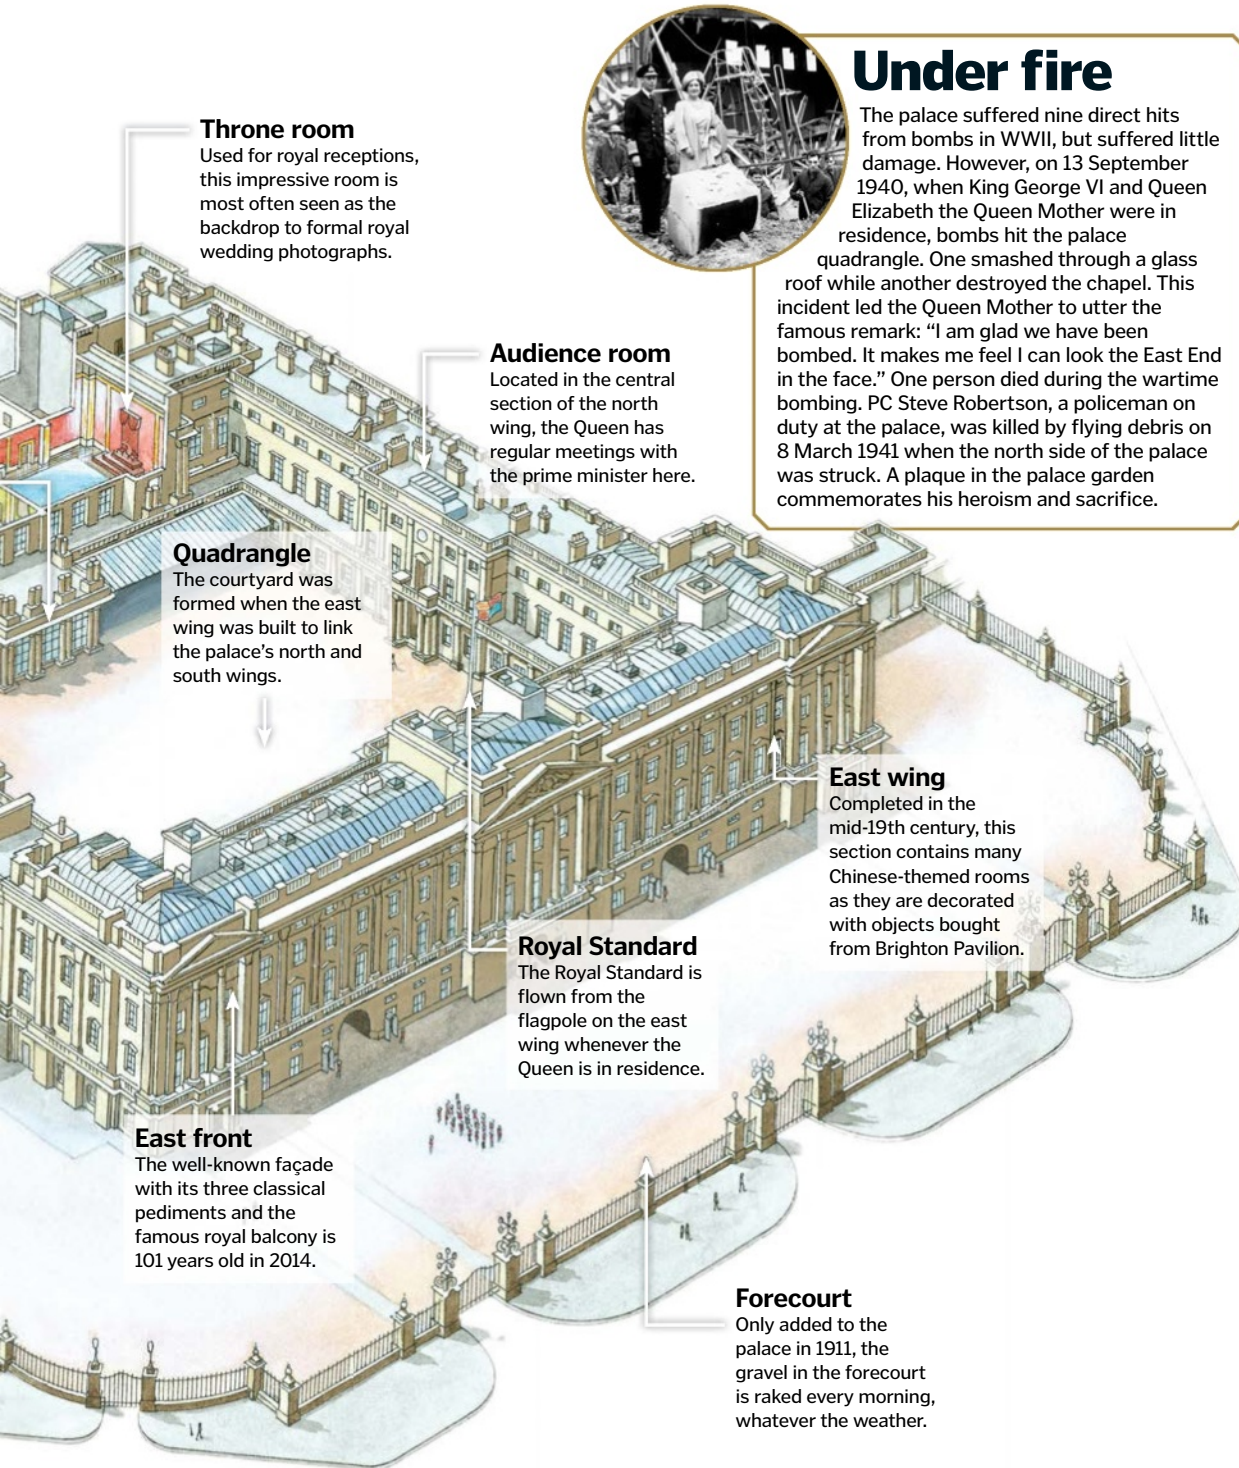 Under fire
The palace suffered nine direct hits
from bombs in WWII, but suffered little
damage. However, on 13 September
1940, when King George VI and Queen
Elizabeth the Queen Mother were in
residence, bombs hit the palace
quadrangle. One smashed through a glass
roof while another destroyed the chapel. This
incident led the Queen Mother to utter the
famous remark: “I am glad we have been
bombed. It makes me feel I can look the East End
in the face.” One person died during the wartime
bombing. PC Steve Robertson, a policeman on
duty at the palace, was killed by flying debris on
8 March 1941 when the north side of the palace
was struck. A plaque in the palace garden
commemorates his heroism and sacrifice.
Throne room
Used for royal receptions,
this impressive room is
most often seen as the
backdrop to formal royal
wedding photographs.
Audience room
Located in the central
section of the north
wing, the Queen has
regular meetings with
the prime minister here.
Quadrangle
The courtyard was
formed when the east
wing was built to link
the palace’s north and
south wings.
East wing
Completed in the
mid-19th century, this
section contains many
Chinese-themed rooms
as they are decorated
with objects bought
from Brighton Pavilion.
Royal Standard
The Royal Standard is
flown from the
flagpole on the east
wing whenever the
Queen is in residence.
East front
The well-known façade
with its three classical
pediments and the
famous royal balcony is
101 years old in 2014.
Forecourt
Only added to the
palace in 1911, the
gravel in the forecourt
is raked every morning,
whatever the weather.